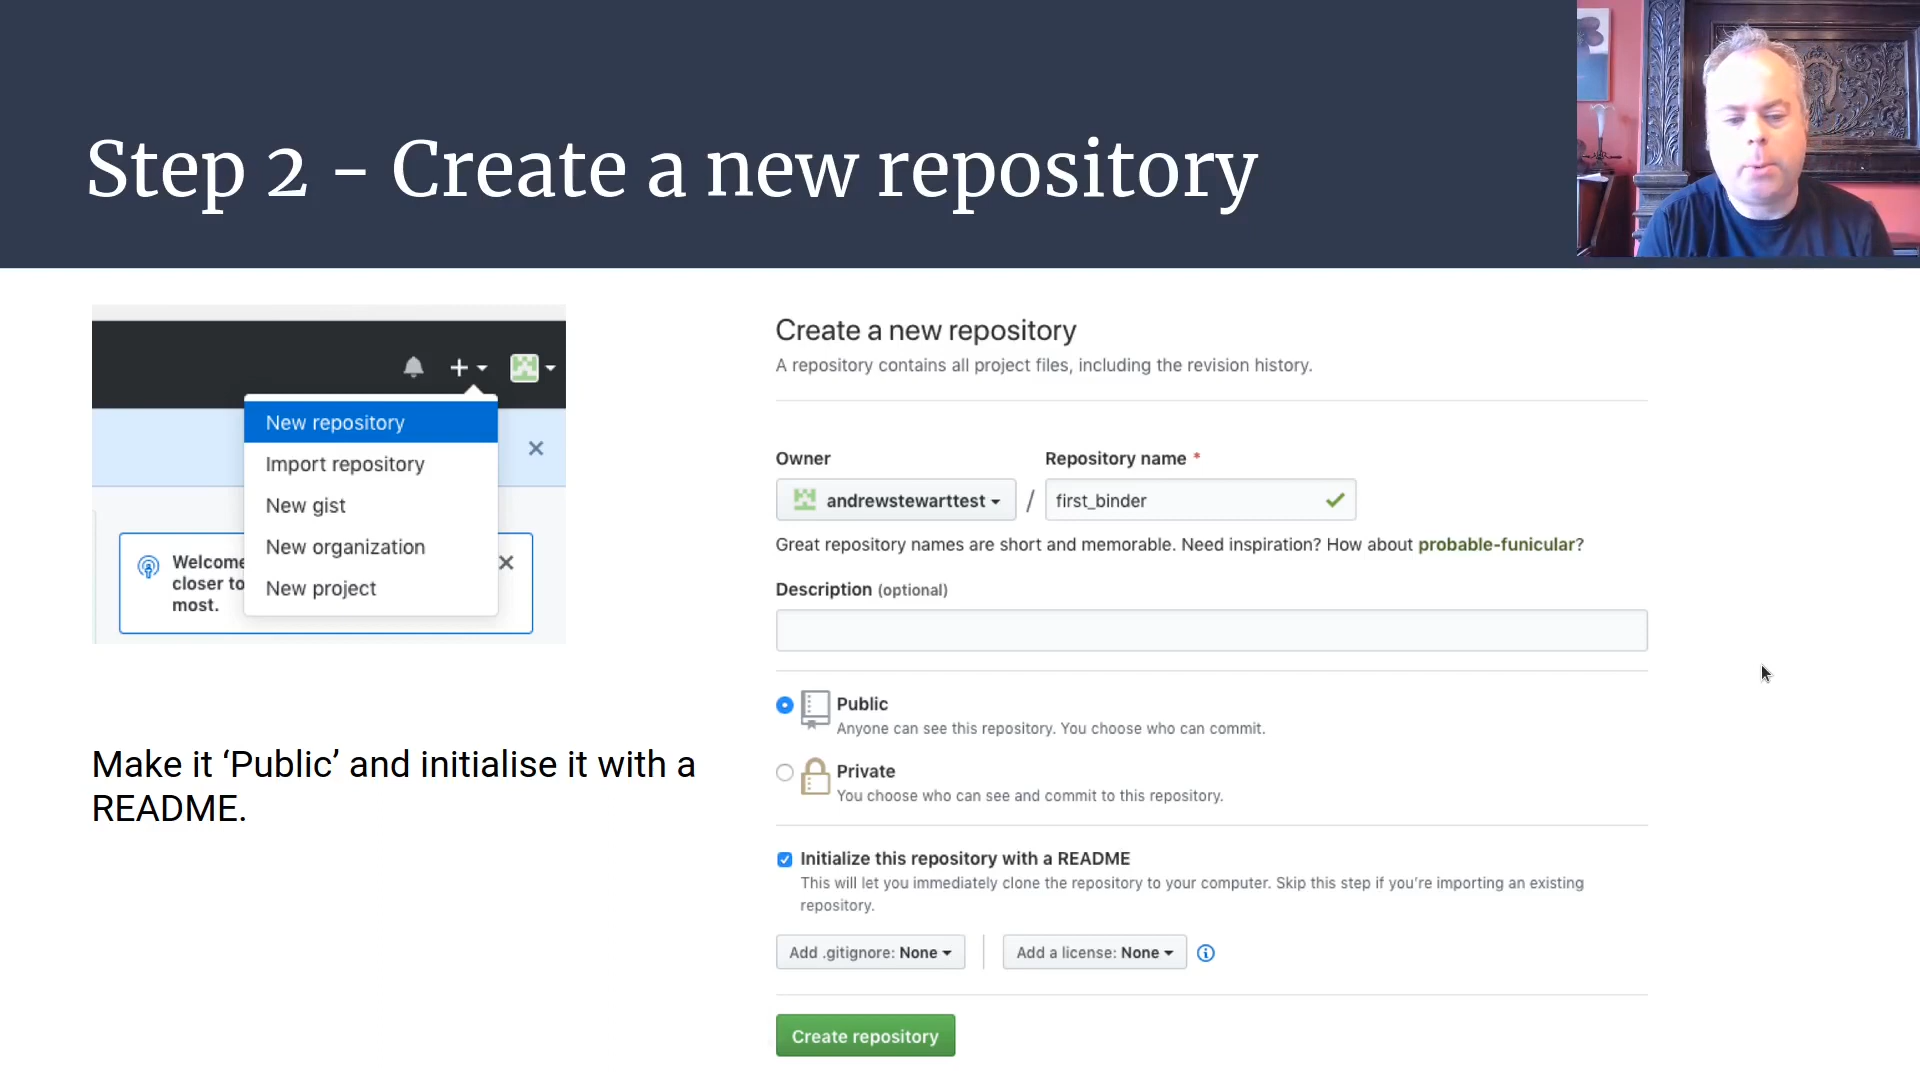 Step 2 - Create a new repository
New repository
Import repository
New gist
New organization
New project
Welcome
closer to
most.
Make it ‘Public’ and initialise it with a
README.
Create a new repository
A repository contains all project files, including the revision history.
Owner
Repository name *
andrewstewarttest / first_binder
Great repository names are short and memorable. Need inspiration? How about probable-funicular?
Description (optional)
Public
Anyone can see this repository. You choose who can commit.
Private
You choose who can see and commit to this repository.
Initialize this repository with a README
This will let you immediately clone the repository to your computer. Skip this step if you're importing an existing
repository.
Add .gitignore: None
Add a license: None
Create repository